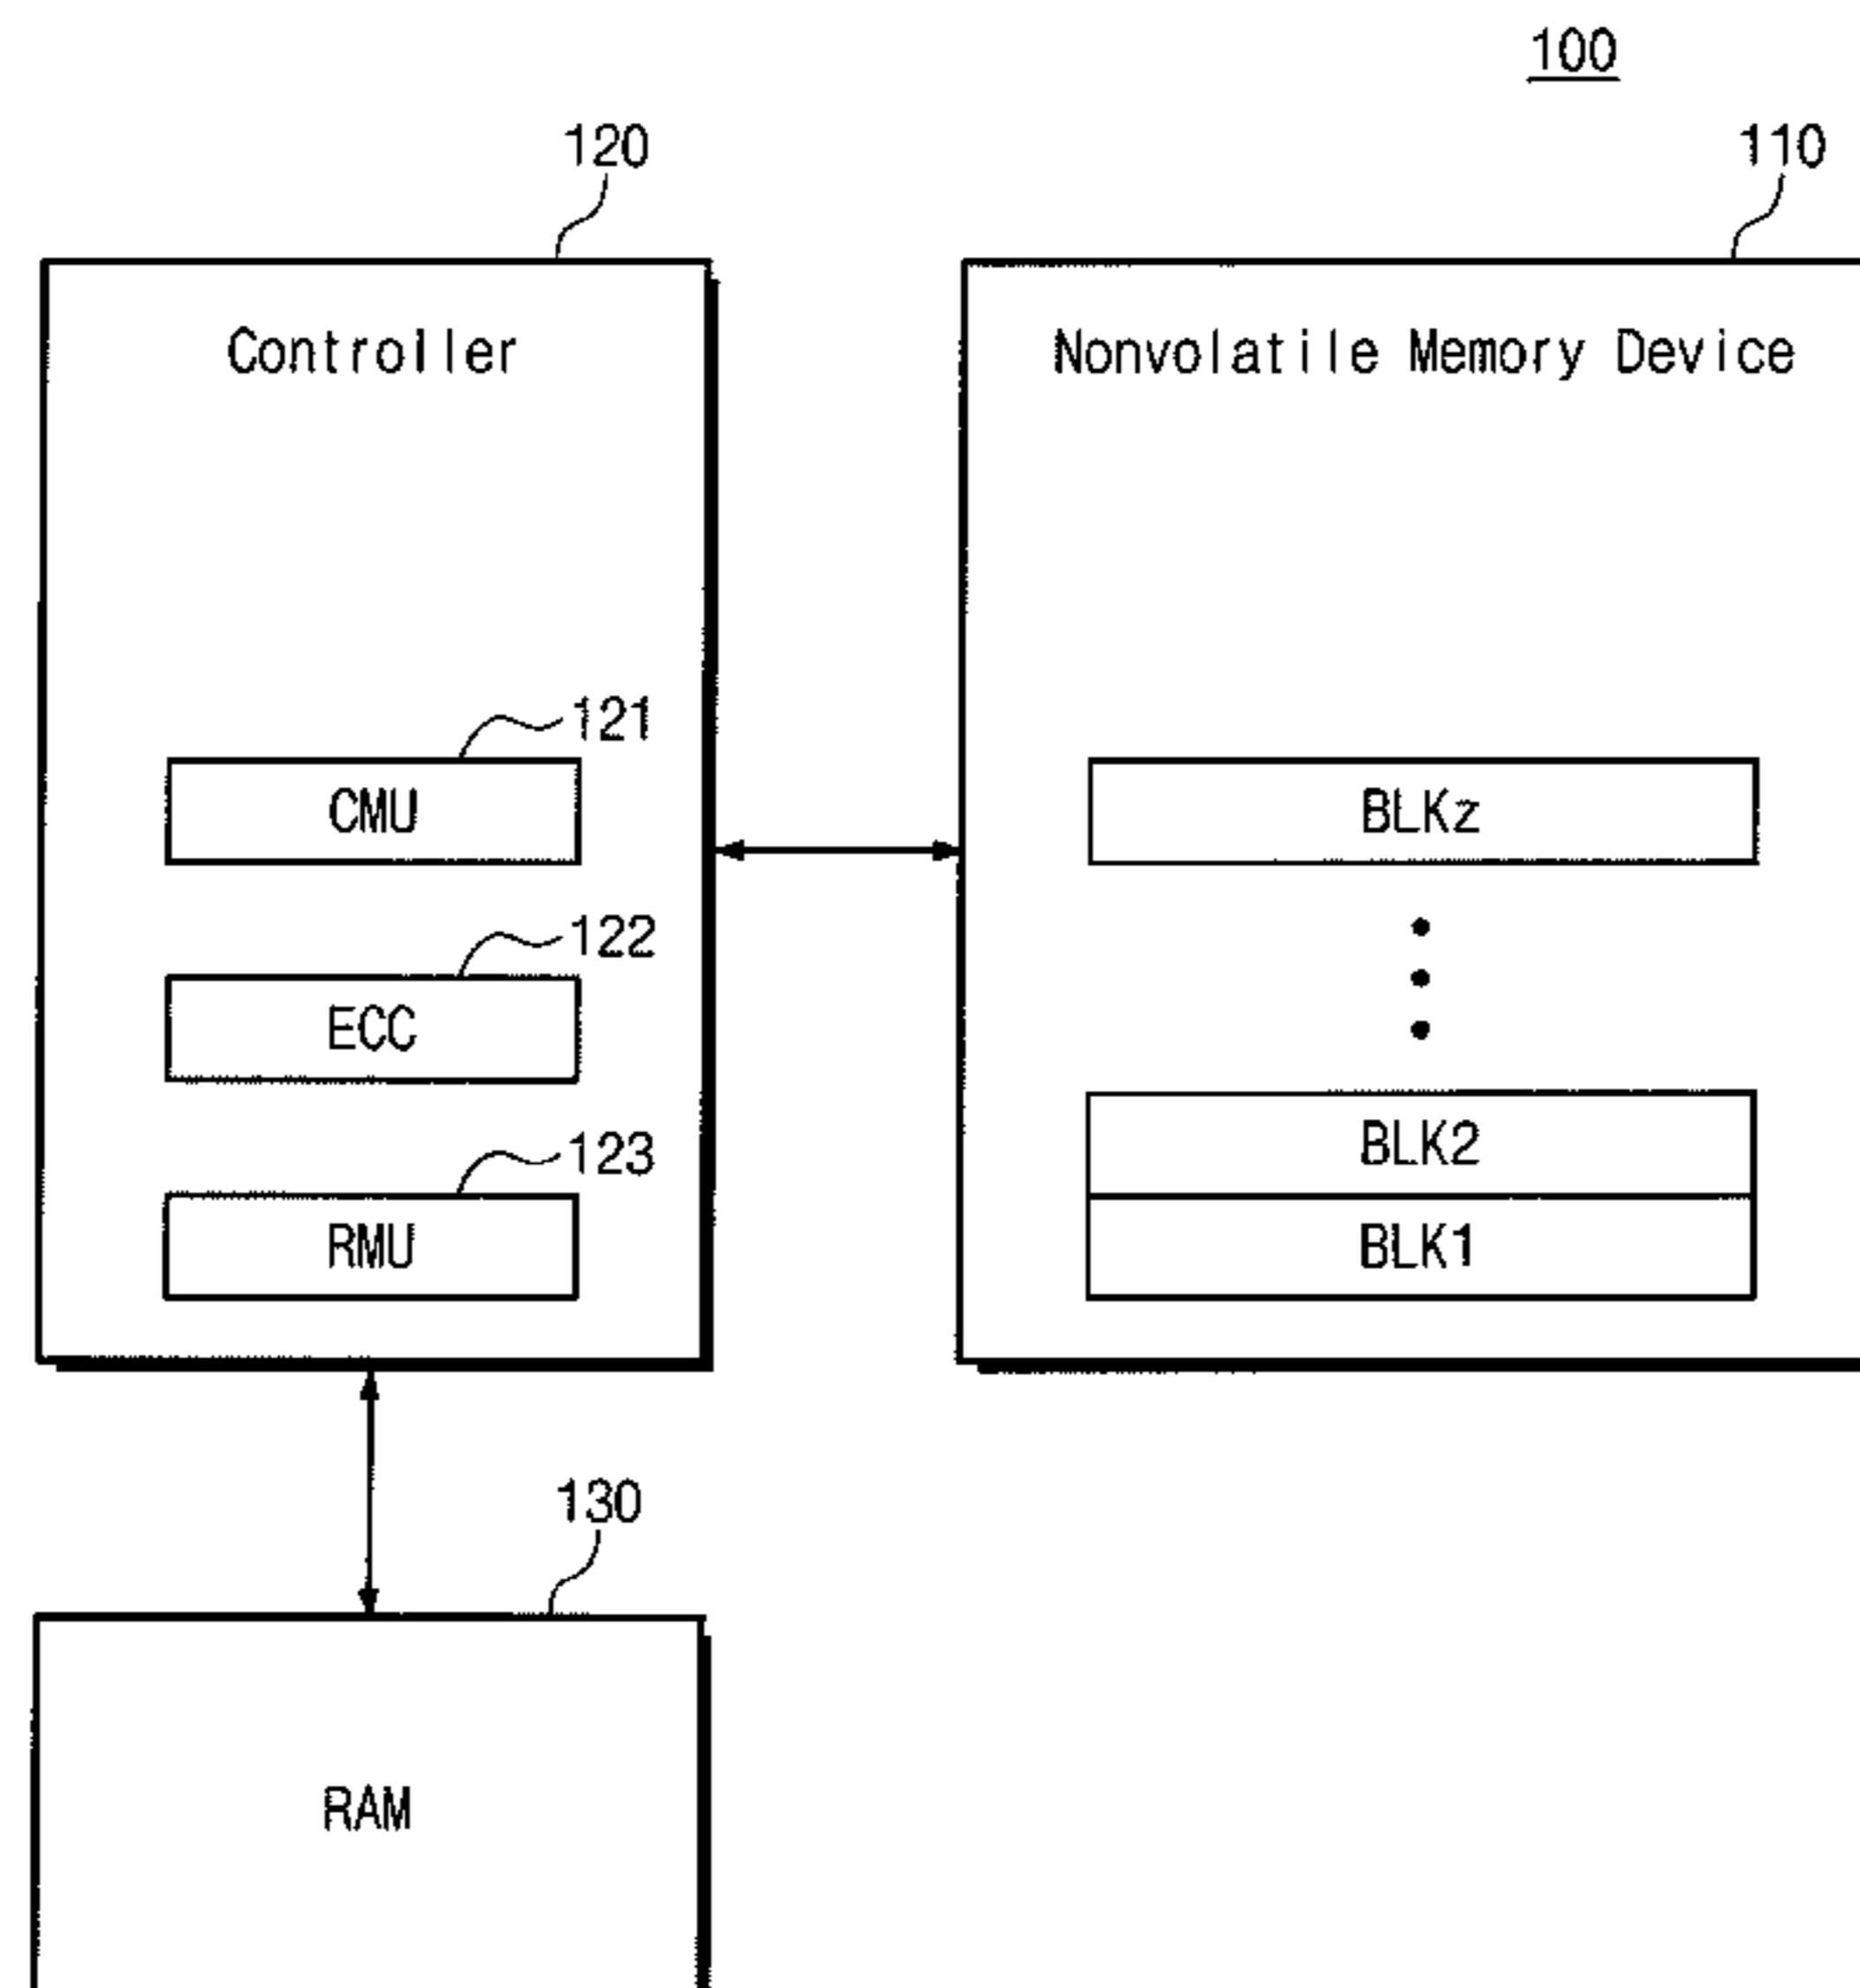 100
120
110
Controller
Nonvolatile Memory Device
121
CMU
BLKz
122
ECC
BLK2
123
RMU
BLK1
130
RAM